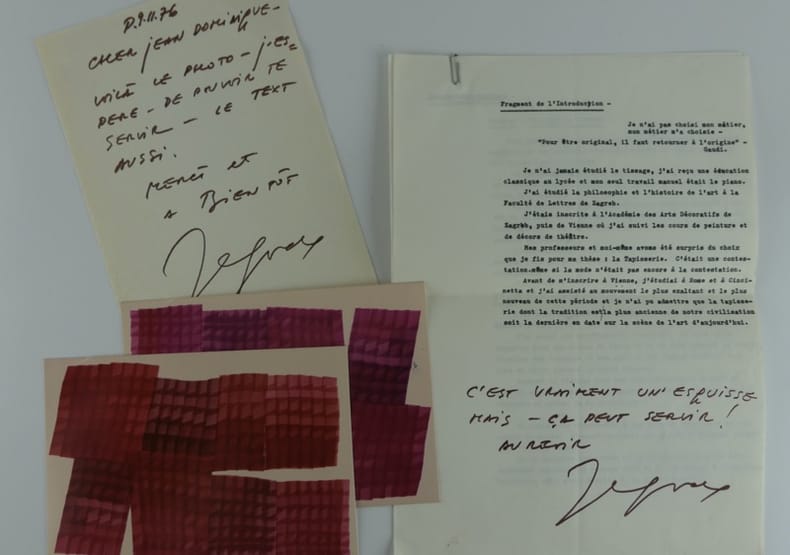 P. 9.11.76
CHER JEAN DOMINIQUE -
VOILÀ LE PHOTO - J'ES=
PERE - DE POUVOIR TE
SERVIR - LE TEXT
AUSSI.
MERCI ET
A BIENTÔT
Fragment de l'Introduction -
Je n'ai pas choisi mon métier,
mon métier m'a choisie -
"Pour être original, il faut retourner à l'origine" -
Gaudi.
Je n'ai jamais étudié le tissage, j'ai reçu une éducation
classique au lycée et mon seul travail manuel était le piano.
J'ai étudié la philosophie et l'histoire de l'art à la
Faculté de Lettres de Zagreb.
J'étais inscrite à l'Académie des Arts Décoratifs de
Zagreb, puis de Vienne où j'ai suivi les cours de peinture et
de décors de théâtre.
Mes professeurs et moi-même avons été surpris du choix
que je fis pour ma thèse : la Tapisserie. C'était une contes-
tation.même si la mode n'était pas encore à la contestation.
Avant de m'inscrire à Vienne, j'étudiai à Rome et à Cinci-
netta et j'ai assisté au mouvement le plus exaltant et le plus
nouveau de cette période et je n'ai pu admettre que la tapisse-
rie dont la tradition estla plus ancienne de notre civilisation
soit la dernière en date sur la scène de l'art d'aujourd'hui.
C'EST VRAIMENT UN'ESQUISSE
MAIS - ÇA PEUT SERVIR !
AUREVIR